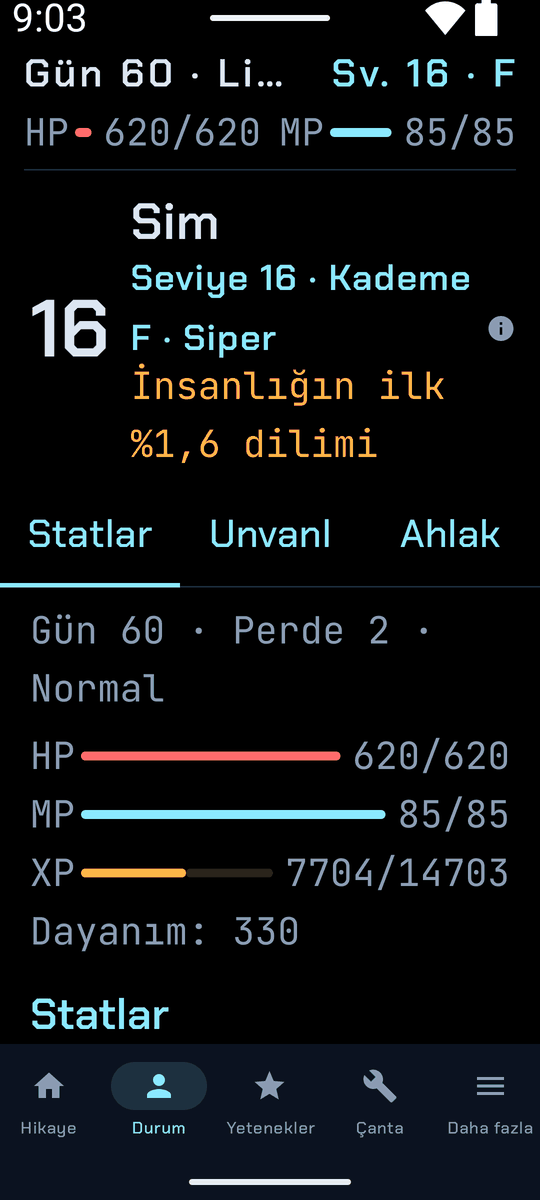 9:03
Gün 60 · Li… Sv. 16 · F
HP 620/620 MP 85/85
Sim
16
Seviye 16 · Kademe
F · Siper
İnsanlığın ilk
%1,6 dilimi
Statlar Unvanl Ahlak
Gün 60 · Perde 2 ·
Normal
HP 620/620
MP 85/85
XP 7704/14703
Dayanım: 330
Statlar
Hikaye Durum Yetenekler Çanta Daha fazla